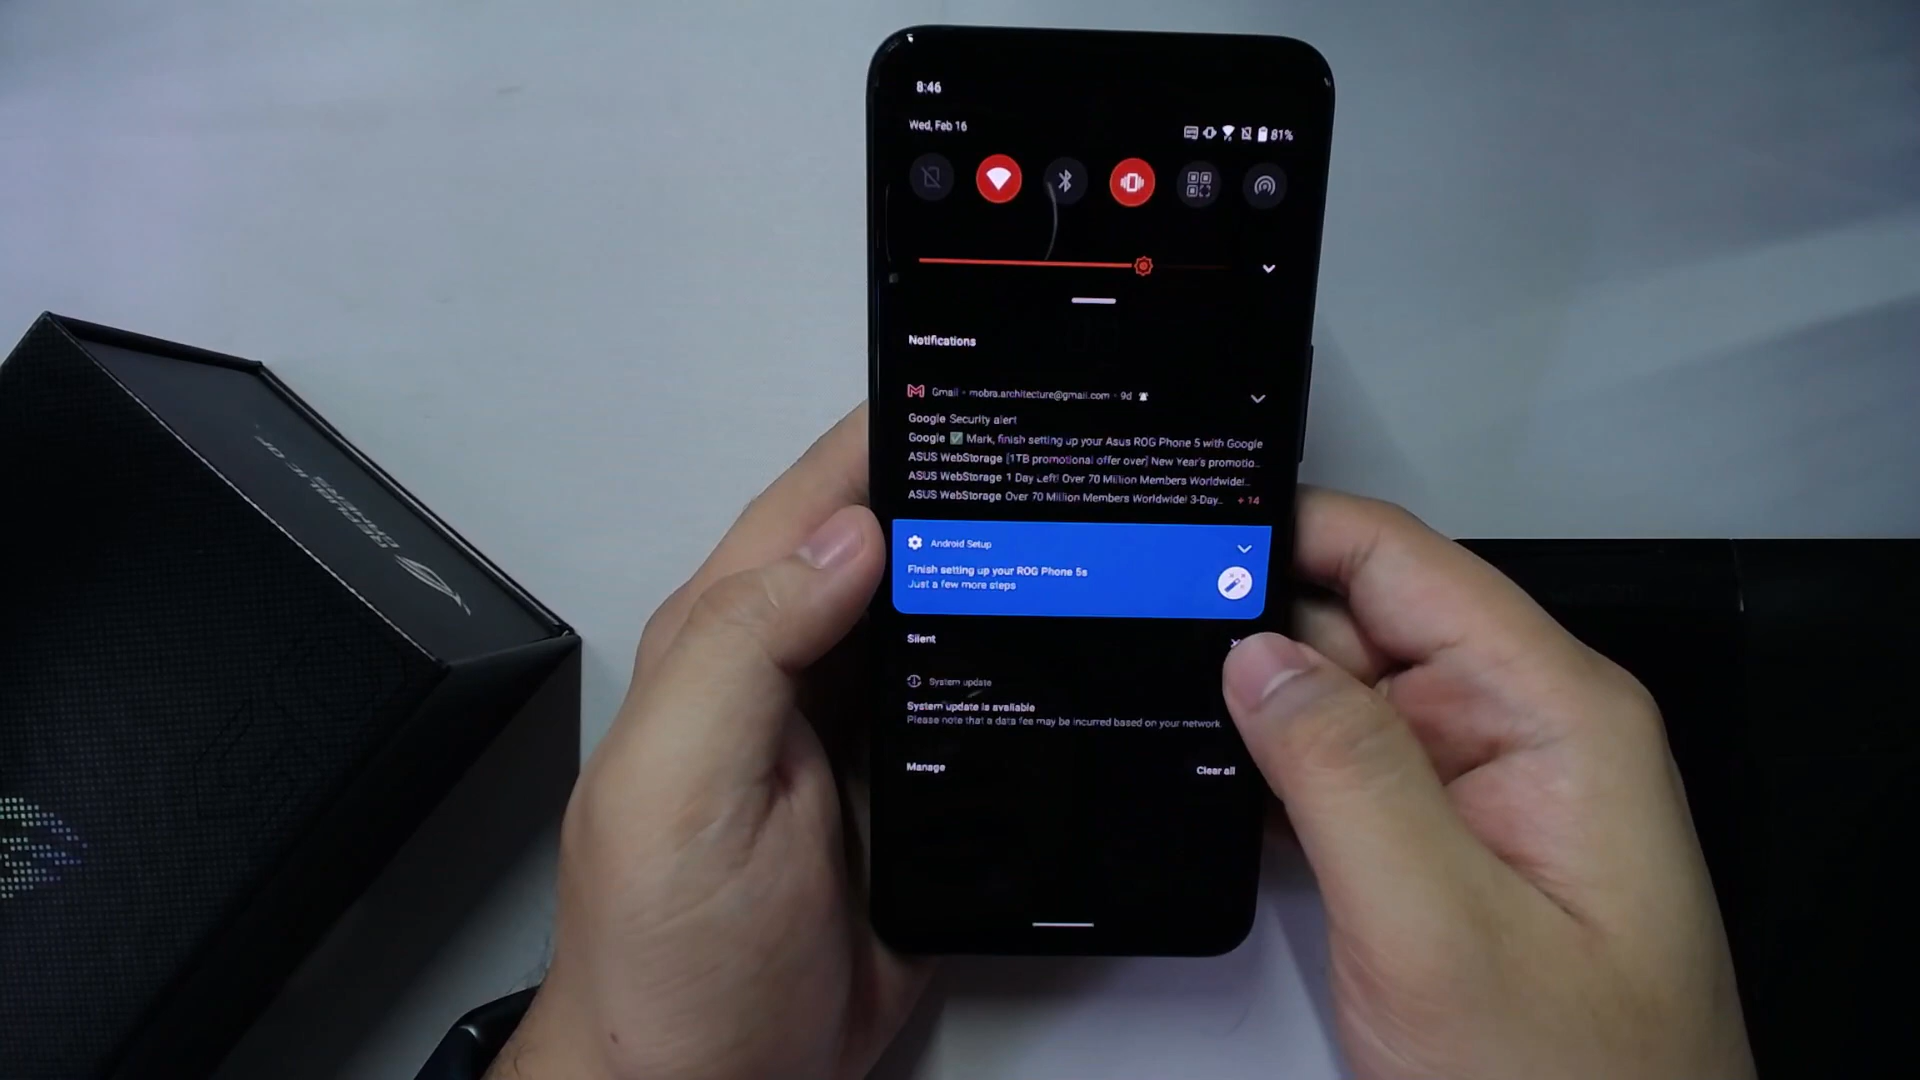 8:46
Wed, Feb 16
81%
Notifications
Gmail · mobra.architecture@gmail.com · 9d
Google Security alert
Google ✅ Mark, finish setting up your Asus ROG Phone 5 with Google
ASUS WebStorage [1TB promotional offer over] New Year's promotio...
ASUS WebStorage 1 Day Left! Over 70 Million Members Worldwide!...
ASUS WebStorage Over 70 Million Members Worldwide! 3-Day... + 14
Android Setup
Finish setting up your ROG Phone 5s
Just a few more steps
Silent
System update
System update is available
Please note that a data fee may be incurred based on your network
Manage
Clear all
REPUBLIC OF
GAMERS